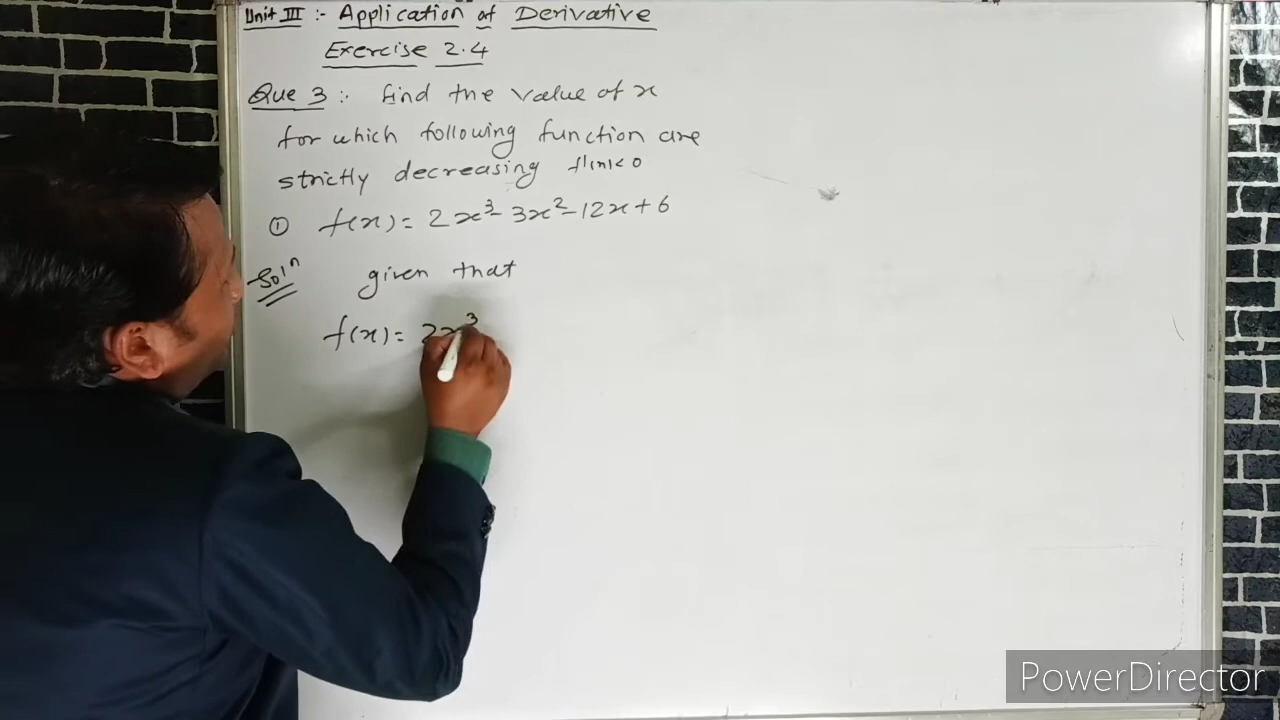 Unit III :- Application of Derivative
Exercise 2.4
Que 3 :- Find the value of x
for which following function are
strictly decreasing f'(x)<0
① f(x) = 2x³-3x²-12x+6
Soln given that
f(x) = 2x³
PowerDirector